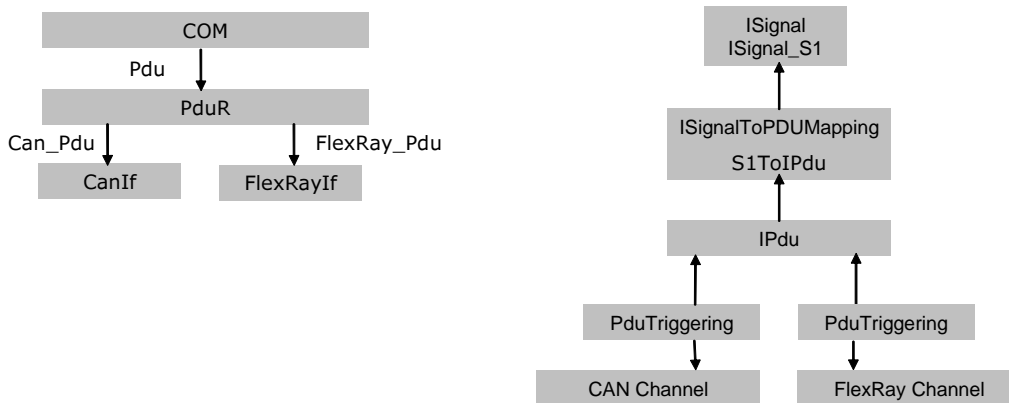 COM
Pdu
PduR
Can_Pdu
FlexRay_Pdu
CanIf
FlexRayIf
ISignal
ISignal_S1
ISignalToPDUMapping
S1ToIPdu
IPdu
PduTriggering
PduTriggering
CAN Channel
FlexRay Channel